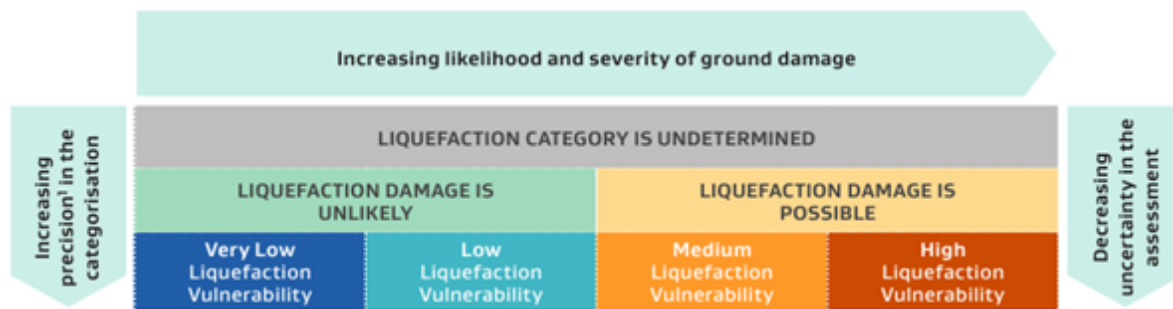 Increasing likelihood and severity of ground damage
Increasing
precision¹ in the
categorisation
LIQUEFACTION CATEGORY IS UNDETERMINED
LIQUEFACTION DAMAGE IS
UNLIKELY
LIQUEFACTION DAMAGE IS
POSSIBLE
Very Low
Liquefaction
Vulnerability
Low
Liquefaction
Vulnerability
Medium
Liquefaction
Vulnerability
High
Liquefaction
Vulnerability
Decreasing
uncertainty in the
assessment